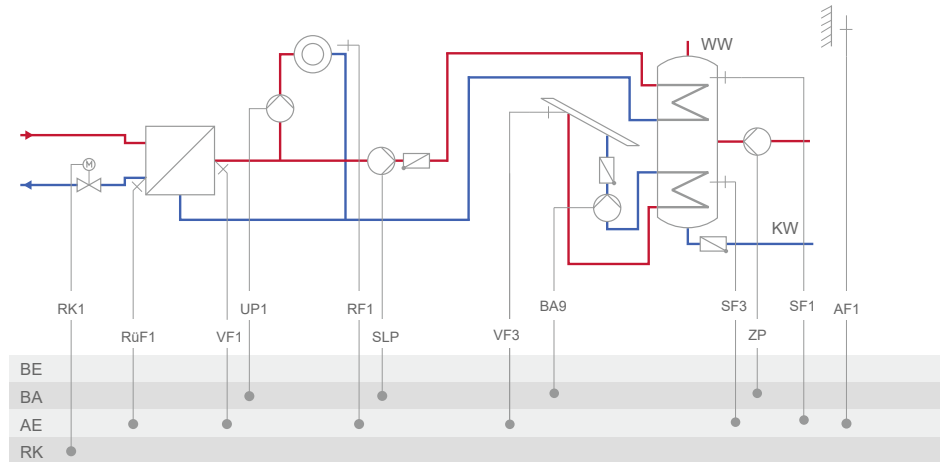 WW
M
KW
RK1
UP1
RF1
BA9
SF3
SF1
AF1
RüF1
VF1
SLP
VF3
ZP
BE
BA
AE
RK